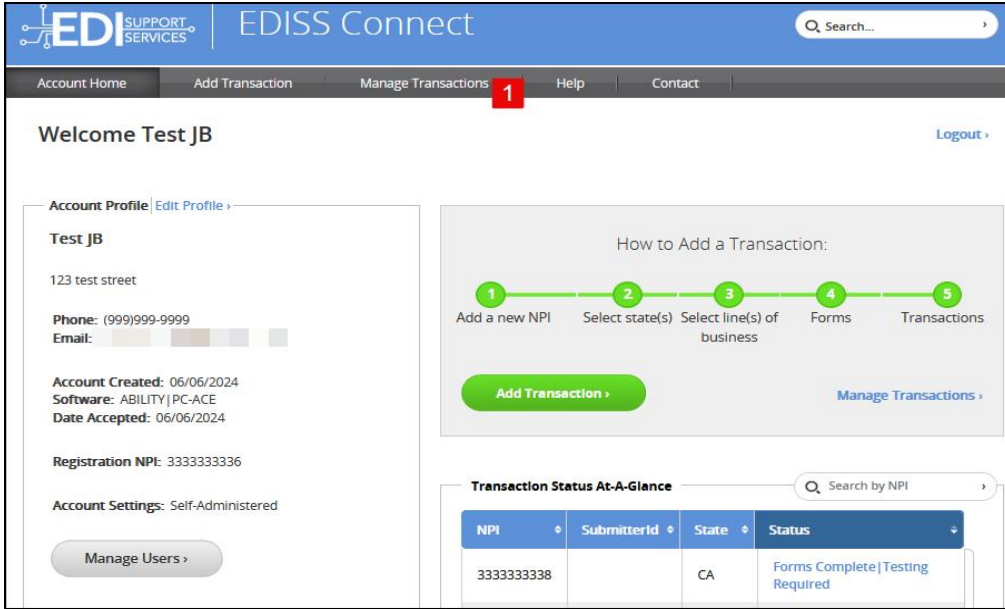 EDI SUPPORT SERVICES
EDISS Connect
Search...
Account Home Add Transaction Manage Transactions 1 Help Contact
Welcome Test JB
Logout ›
Account Profile Edit Profile ›
Test JB
123 test street
Phone: (999)999-9999
Email:
Account Created: 06/06/2024
Software: ABILITY|PC-ACE
Date Accepted: 06/06/2024
Registration NPI: 3333333336
Account Settings: Self-Administered
Manage Users ›
How to Add a Transaction:
1 2 3 4 5
Add a new NPI Select state(s) Select line(s) of business Forms Transactions
Add Transaction ›
Manage Transactions ›
Transaction Status At-A-Glance
Search by NPI
NPI SubmitterId State Status
3333333338 CA Forms Complete|Testing
Required